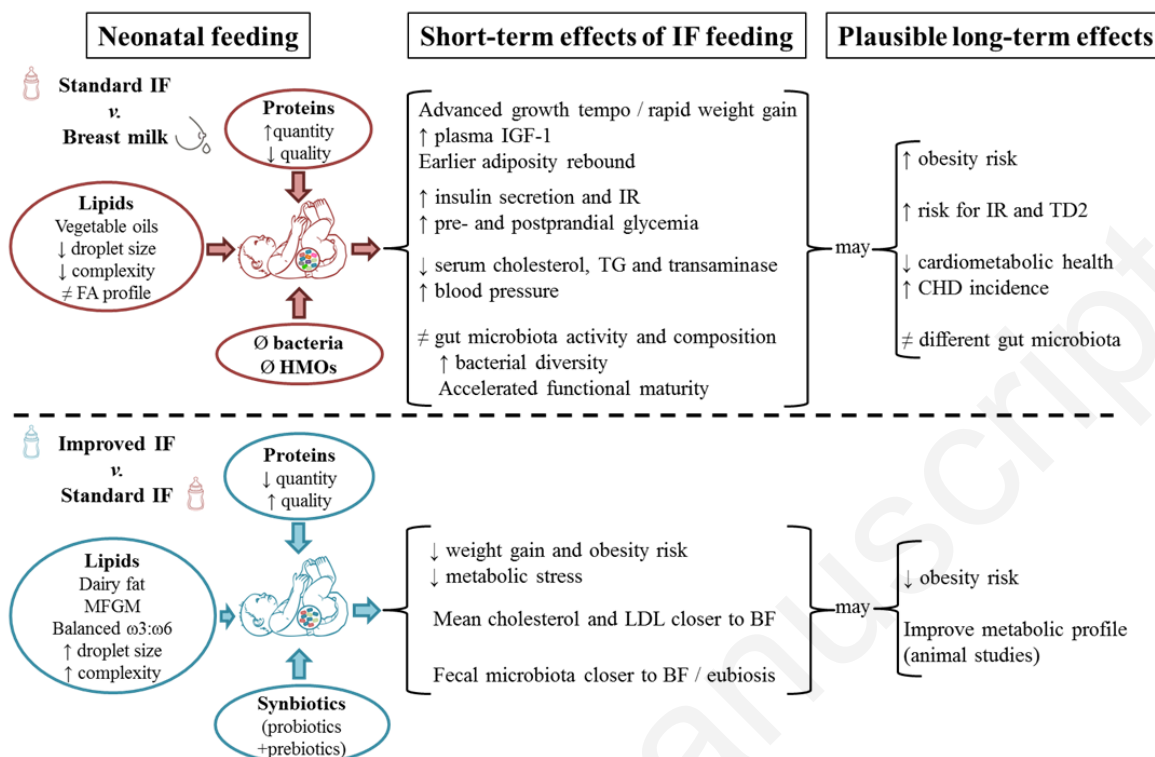 Neonatal feeding
Short-term effects of IF feeding
Plausible long-term effects
Standard IF
v.
Breast milk
Proteins
↑quantity
↓ quality
Lipids
Vegetable oils
↓ droplet size
↓ complexity
≠ FA profile
Ø bacteria
Ø HMOs
Advanced growth tempo / rapid weight gain
↑ plasma IGF-1
Earlier adiposity rebound
↑ insulin secretion and IR
↑ pre- and postprandial glycemia
↓ serum cholesterol, TG and transaminase
↑ blood pressure
≠ gut microbiota activity and composition
↑ bacterial diversity
Accelerated functional maturity
may
↑ obesity risk
↑ risk for IR and TD2
↓ cardiometabolic health
↑ CHD incidence
≠ different gut microbiota
Improved IF
v.
Standard IF
Proteins
↓ quantity
↑ quality
Lipids
Dairy fat
MFGM
Balanced ω3:ω6
↑ droplet size
↑ complexity
Synbiotics
(probiotics
+prebiotics)
↓ weight gain and obesity risk
↓ metabolic stress
Mean cholesterol and LDL closer to BF
Fecal microbiota closer to BF / eubiosis
may
↓ obesity risk
Improve metabolic profile
(animal studies)
anuscript